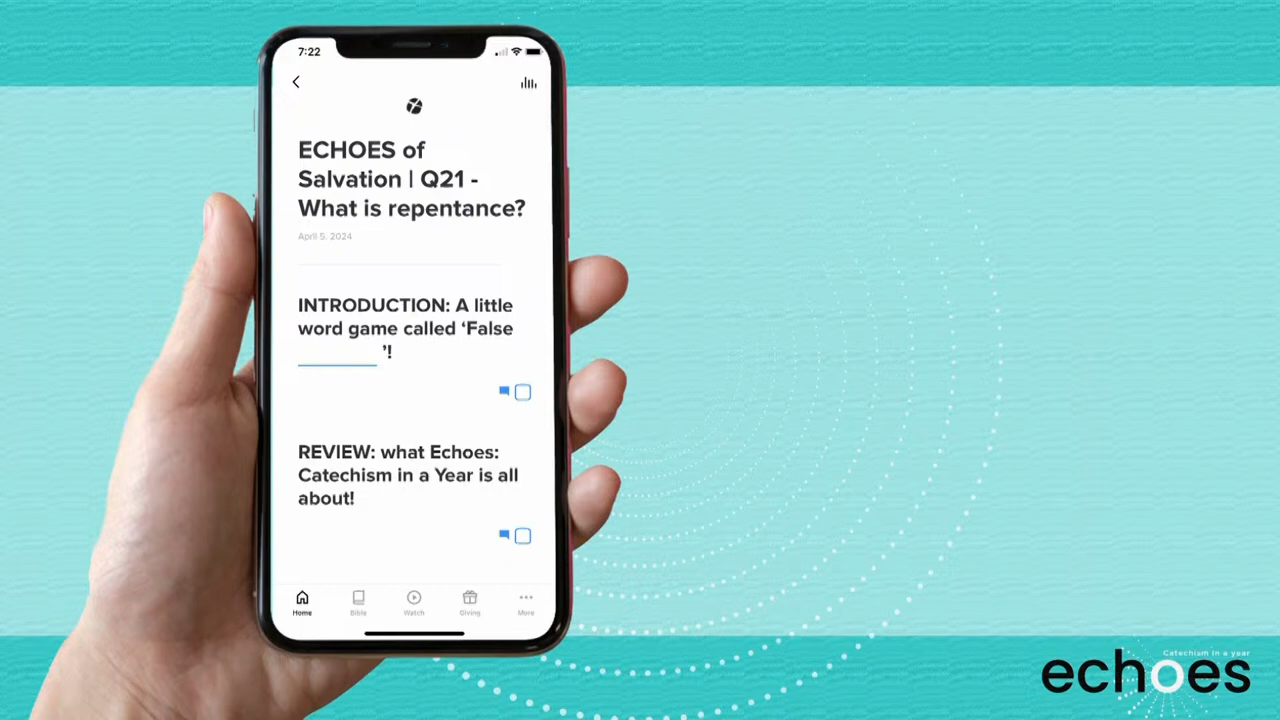 7:22
ECHOES of
Salvation | Q21 -
What is repentance?
April 5, 2024
INTRODUCTION: A little
word game called ‘False
________ ’!
REVIEW: what Echoes:
Catechism in a Year is all
about!
Home
Bible
Watch
Giving
More
Catechism in a year
echoes